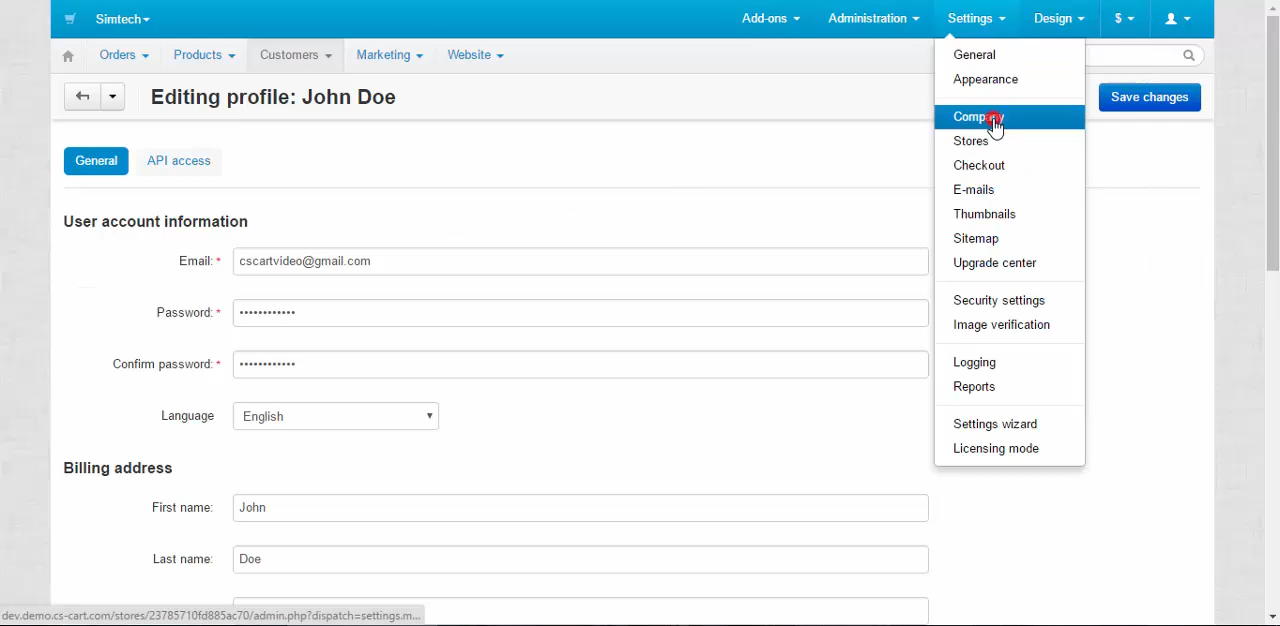 Simtech
Add-ons
Administration
Settings
Design
$
Orders
Products
Customers
Marketing
Website
Editing profile: John Doe
Save changes
General
Appearance
Company
Stores
Checkout
E-mails
Thumbnails
Sitemap
Upgrade center
Security settings
Image verification
Logging
Reports
Settings wizard
Licensing mode
General
API access
User account information
Email: *
cscartvideo@gmail.com
Password: *
••••••••••••
Confirm password: *
••••••••••••
Language
English
Billing address
First name:
John
Last name:
Doe
dev.demo.cs-cart.com/stores/23785710fd885ac70/admin.php?dispatch=settings.m...